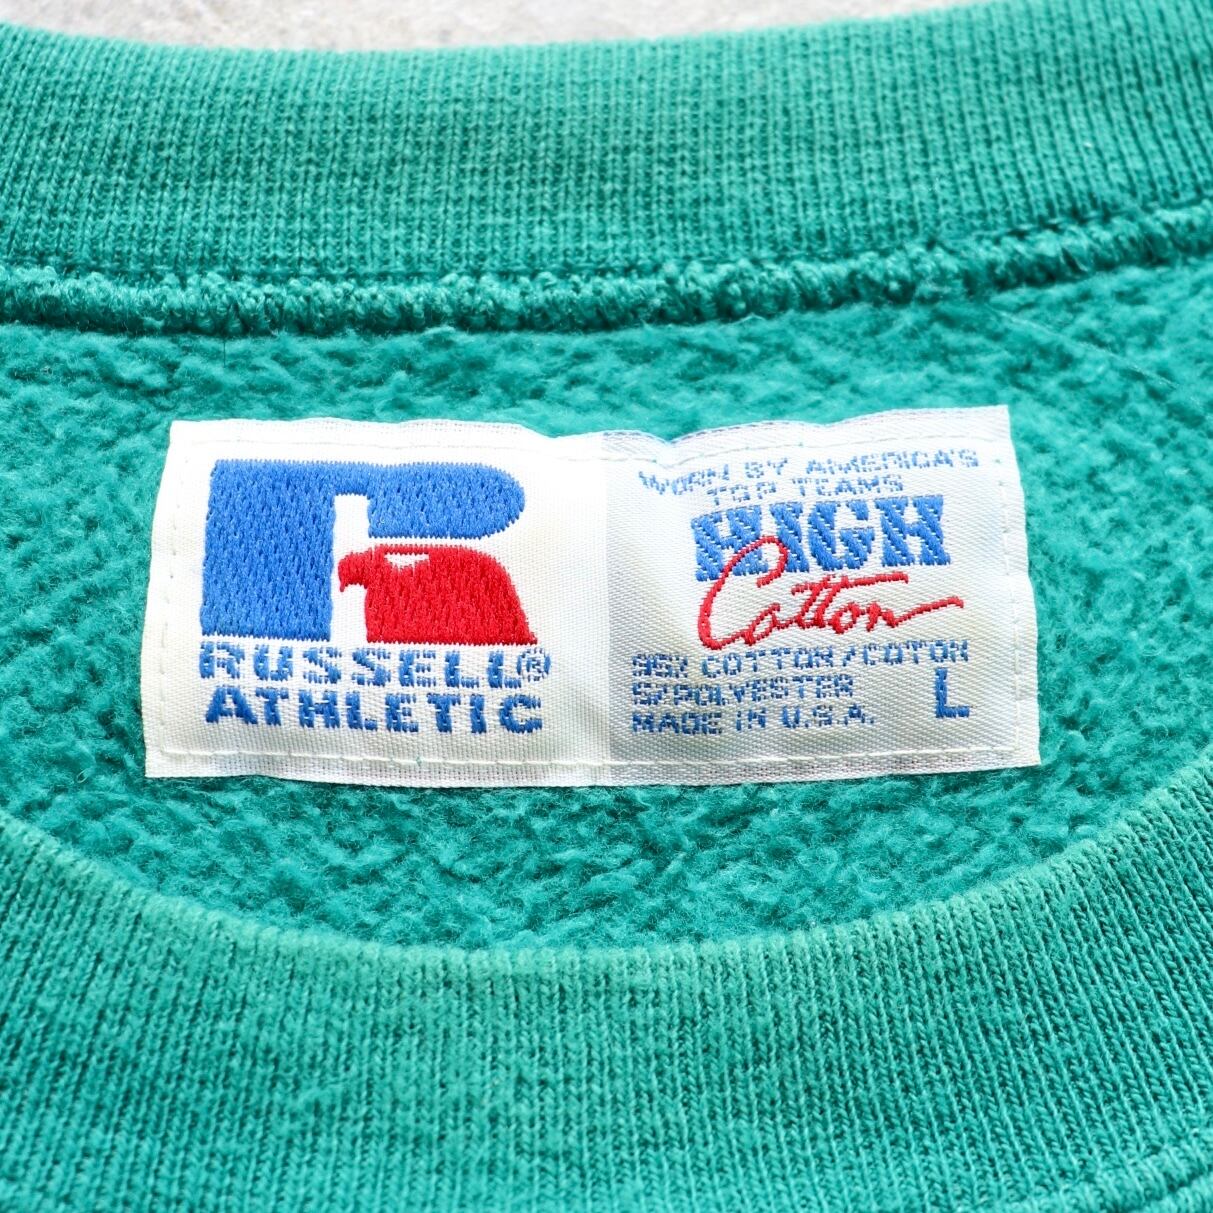 RUSSELL®
ATHLETIC
WORN BY AMERICA'S
TOP TEAMS
HIGH
Cotton
95% COTTON/COTON
5/POLYESTER
MADE IN U.S.A.
L